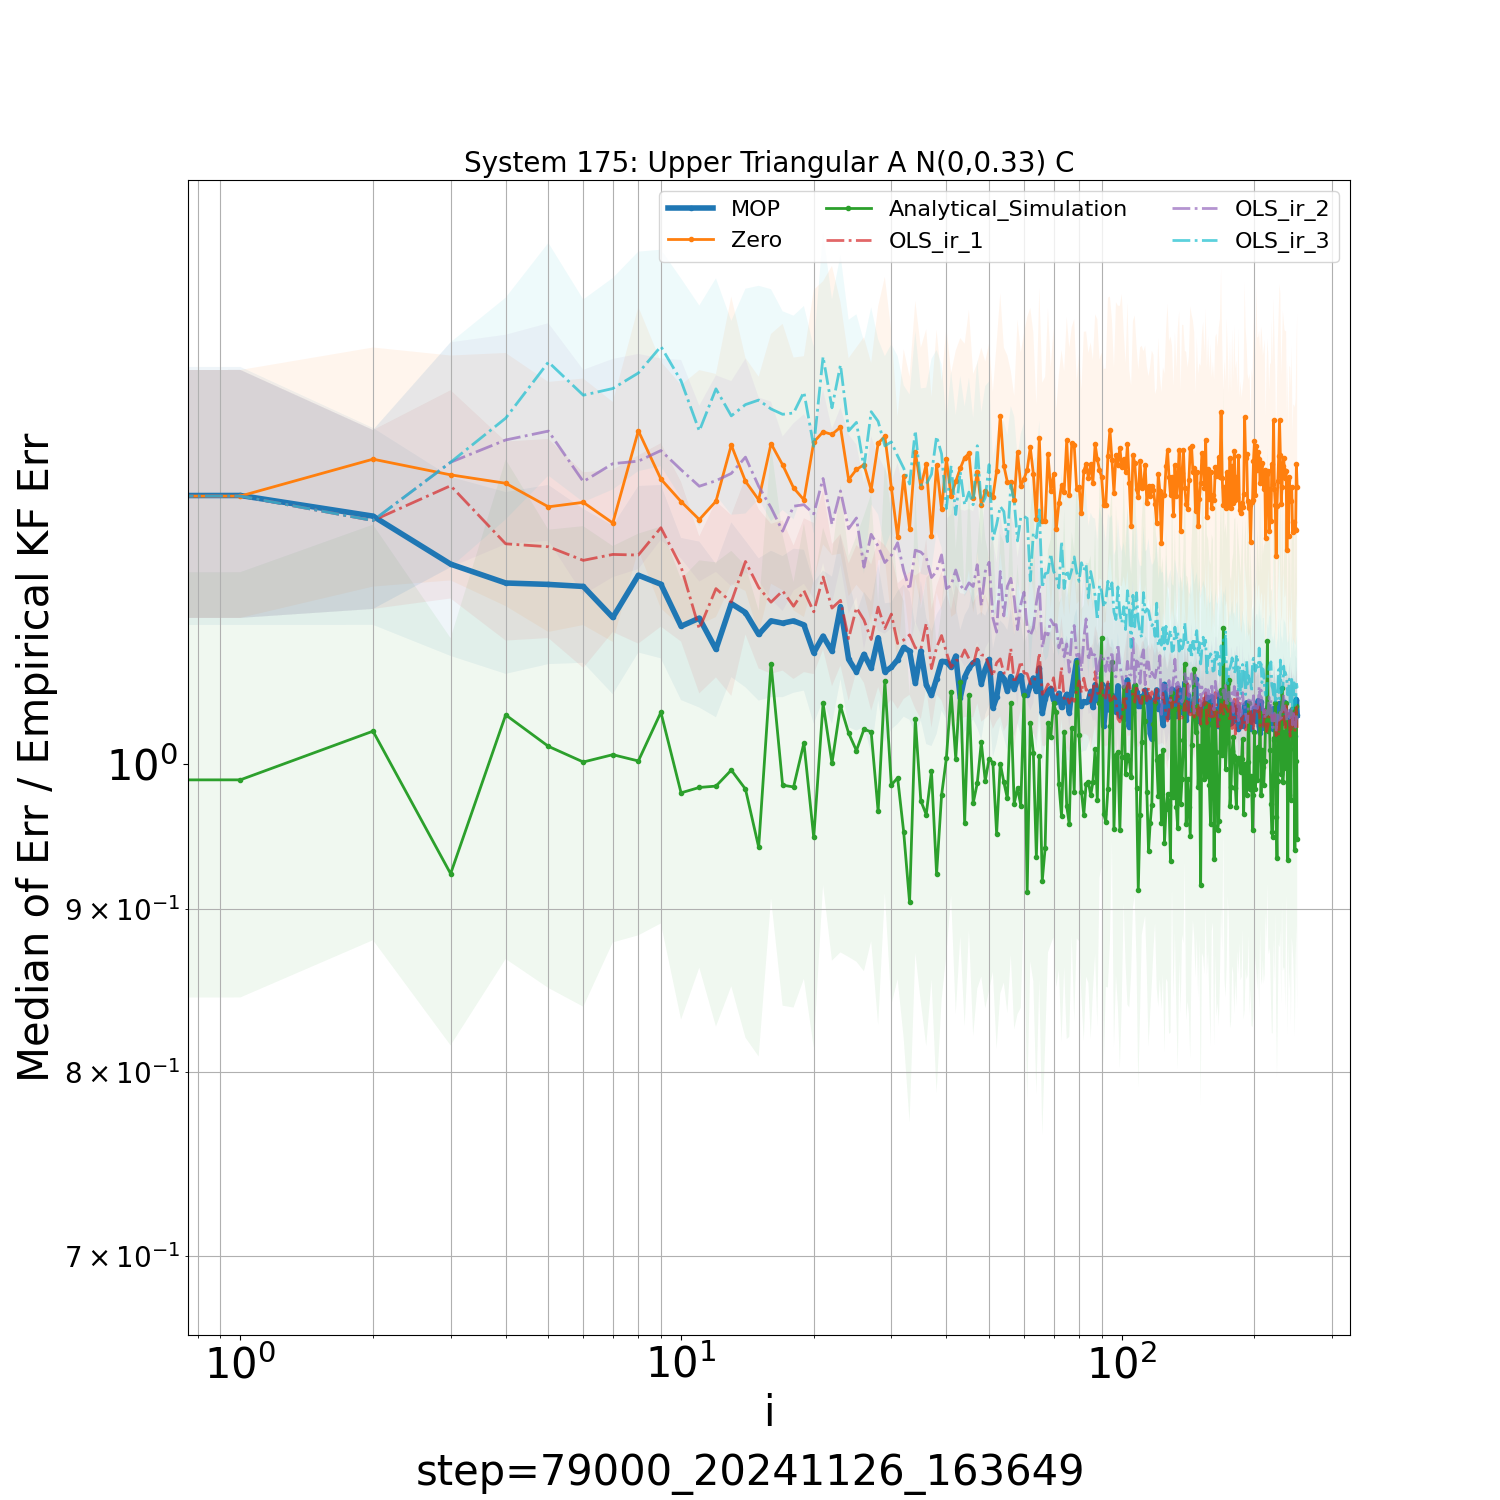 System 175: Upper Triangular A N(0,0.33) C
MOP
Zero
Analytical_Simulation
OLS_ir_1
OLS_ir_2
OLS_ir_3
Median of Err / Empirical KF Err
10⁰
9 × 10⁻¹
8 × 10⁻¹
7 × 10⁻¹
10⁰ 10¹ 10²
i
step=79000_20241126_163649